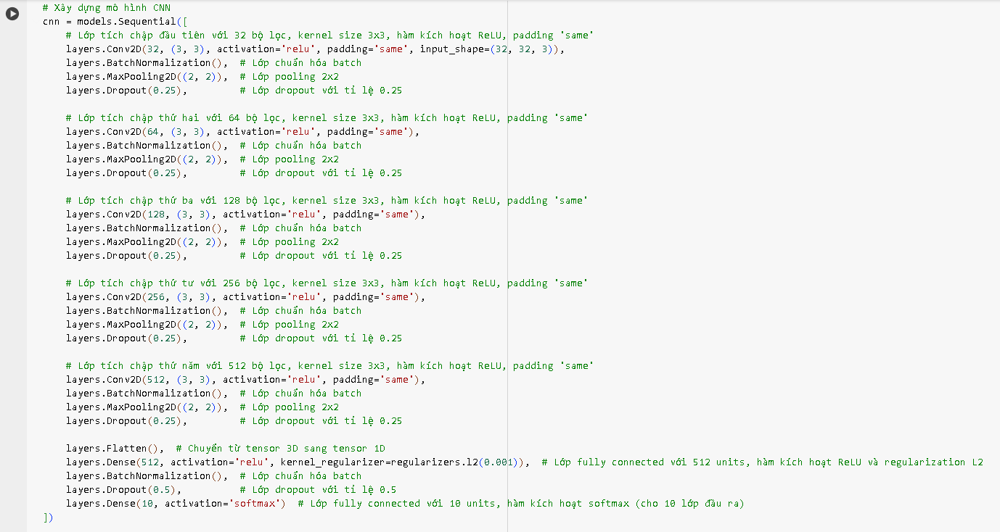 # Xây dựng mô hình CNN
cnn = models.Sequential([
# Lớp tích chập đầu tiên với 32 bộ lọc, kernel size 3x3, hàm kích hoạt ReLU, padding 'same'
layers.Conv2D(32, (3, 3), activation='relu', padding='same', input_shape=(32, 32, 3)),
layers.BatchNormalization(),  # Lớp chuẩn hóa batch
layers.MaxPooling2D((2, 2)),  # Lớp pooling 2x2
layers.Dropout(0.25),         # Lớp dropout với tỉ lệ 0.25
# Lớp tích chập thứ hai với 64 bộ lọc, kernel size 3x3, hàm kích hoạt ReLU, padding 'same'
layers.Conv2D(64, (3, 3), activation='relu', padding='same'),
layers.BatchNormalization(),  # Lớp chuẩn hóa batch
layers.MaxPooling2D((2, 2)),  # Lớp pooling 2x2
layers.Dropout(0.25),         # Lớp dropout với tỉ lệ 0.25
# Lớp tích chập thứ ba với 128 bộ lọc, kernel size 3x3, hàm kích hoạt ReLU, padding 'same'
layers.Conv2D(128, (3, 3), activation='relu', padding='same'),
layers.BatchNormalization(),  # Lớp chuẩn hóa batch
layers.MaxPooling2D((2, 2)),  # Lớp pooling 2x2
layers.Dropout(0.25),         # Lớp dropout với tỉ lệ 0.25
# Lớp tích chập thứ tư với 256 bộ lọc, kernel size 3x3, hàm kích hoạt ReLU, padding 'same'
layers.Conv2D(256, (3, 3), activation='relu', padding='same'),
layers.BatchNormalization(),  # Lớp chuẩn hóa batch
layers.MaxPooling2D((2, 2)),  # Lớp pooling 2x2
layers.Dropout(0.25),         # Lớp dropout với tỉ lệ 0.25
# Lớp tích chập thứ năm với 512 bộ lọc, kernel size 3x3, hàm kích hoạt ReLU, padding 'same'
layers.Conv2D(512, (3, 3), activation='relu', padding='same'),
layers.BatchNormalization(),  # Lớp chuẩn hóa batch
layers.MaxPooling2D((2, 2)),  # Lớp pooling 2x2
layers.Dropout(0.25),         # Lớp dropout với tỉ lệ 0.25
layers.Flatten(),  # Chuyển từ tensor 3D sang tensor 1D
layers.Dense(512, activation='relu', kernel_regularizer=regularizers.l2(0.001)),  # Lớp fully connected với 512 units, hàm kích hoạt ReLU và regularization L2
layers.BatchNormalization(),  # Lớp chuẩn hóa batch
layers.Dropout(0.5),          # Lớp dropout với tỉ lệ 0.5
layers.Dense(10, activation='softmax')  # Lớp fully connected với 10 units, hàm kích hoạt softmax (cho 10 lớp đầu ra)
])